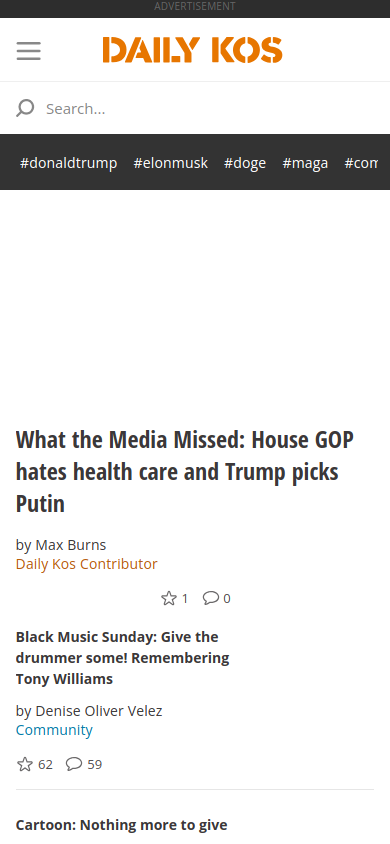 ADVERTISEMENT
DAILY KOS
Search...
#donaldtrump #elonmusk #doge #maga #com
What the Media Missed: House GOP
hates health care and Trump picks
Putin
by Max Burns
Daily Kos Contributor
1 0
Black Music Sunday: Give the
drummer some! Remembering
Tony Williams
by Denise Oliver Velez
Community
62 59
Cartoon: Nothing more to give